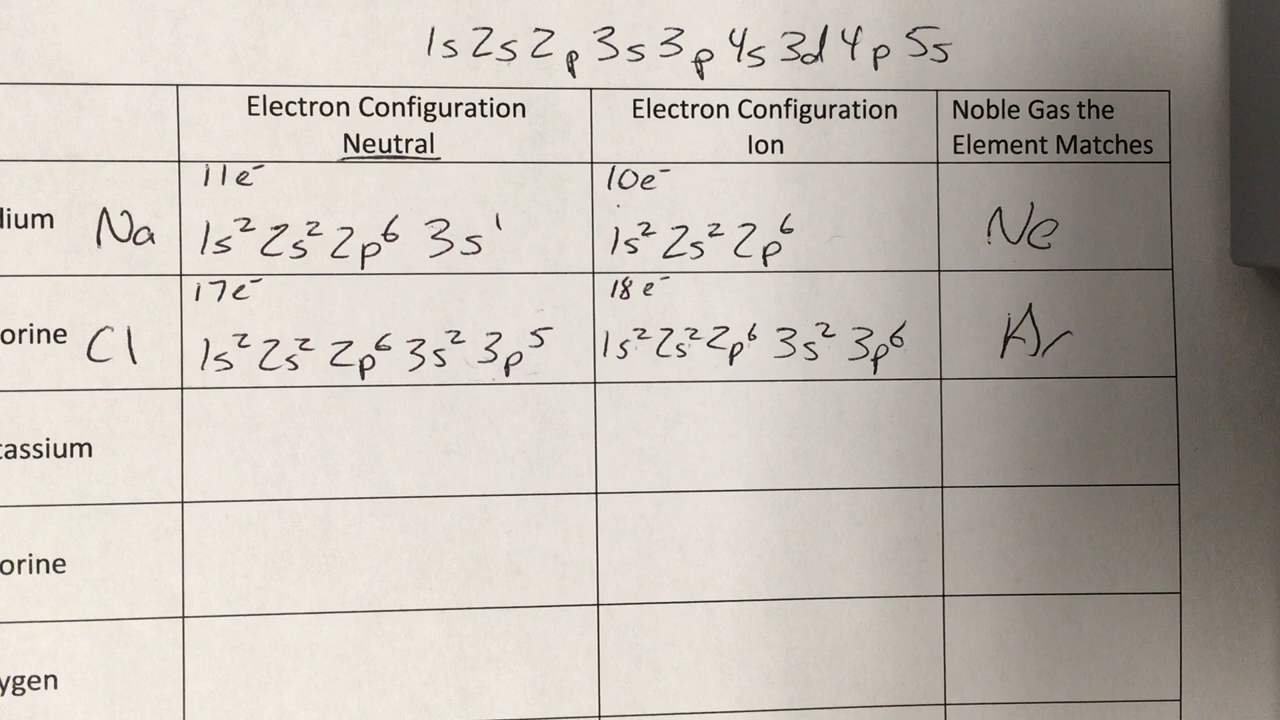 1s 2s 2p 3s 3p 4s 3d 4p 5s
Electron Configuration
Neutral
Electron Configuration
Ion
Noble Gas the
Element Matches
dium Na
11e⁻
1s² 2s² 2p⁶ 3s¹
10e⁻
1s² 2s² 2p⁶
Ne
orine Cl
17e⁻
1s² 2s² 2p⁶ 3s² 3p⁵
18e⁻
1s² 2s² 2p⁶ 3s² 3p⁶
Ar
tassium
orine
ygen